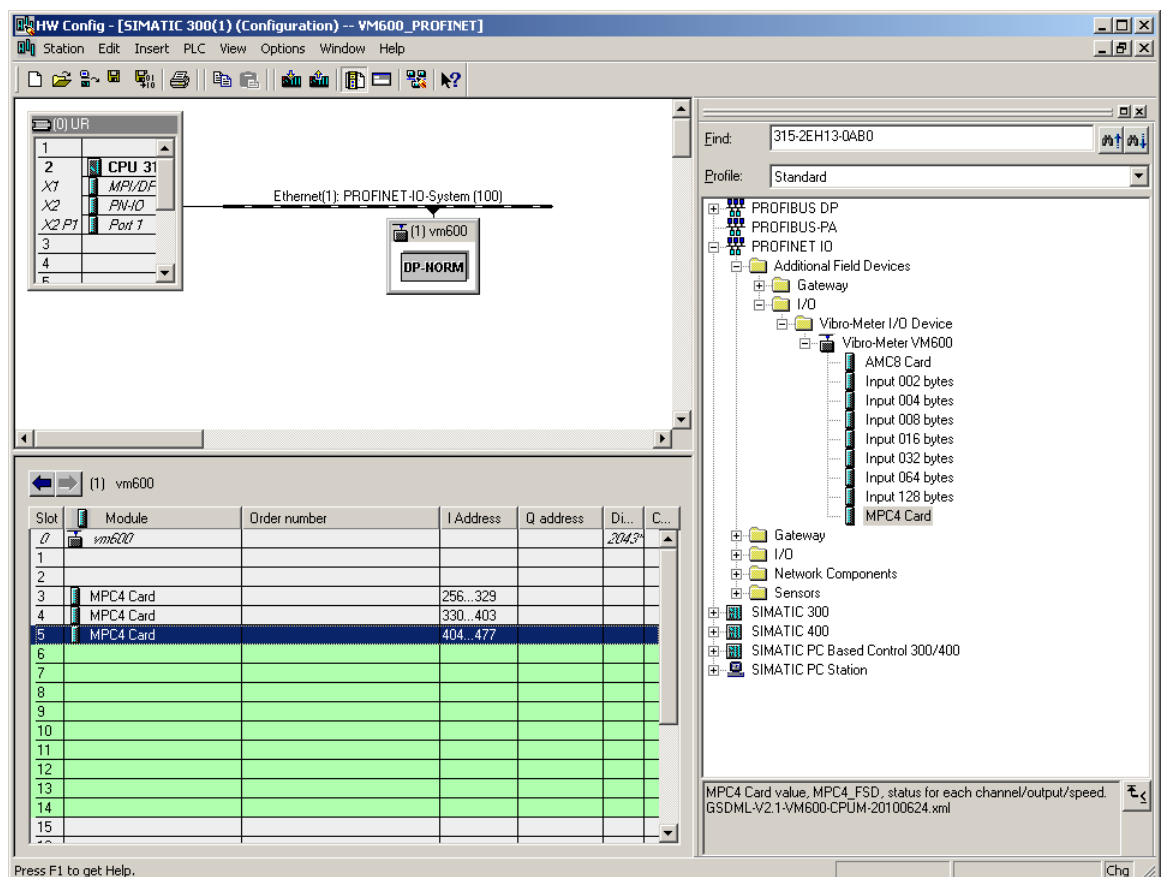 HW Config - [SIMATIC 300(1) (Configuration) -- VM600_PROFINET]
Station Edit Insert PLC View Options Window Help
(0) UR
1
2 CPU 31
X1 MPI/DP
X2 PN-IO
X2 P1 Port 1
3
4
5
Ethernet(1): PROFINET-IO-System (100)
(1) vm600
DP-NORM
(1) vm600
Slot Module Order number I Address Q address Di... C...
0 vm600 2043*
1
2
3 MPC4 Card 256...329
4 MPC4 Card 330...403
5 MPC4 Card 404...477
6
7
8
9
10
11
12
13
14
15
Find: 315-2EH13-0AB0
Profile: Standard
PROFIBUS DP
PROFIBUS-PA
PROFINET IO
Additional Field Devices
Gateway
I/O
Vibro-Meter I/O Device
Vibro-Meter VM600
AMC8 Card
Input 002 bytes
Input 004 bytes
Input 008 bytes
Input 016 bytes
Input 032 bytes
Input 064 bytes
Input 128 bytes
MPC4 Card
Gateway
I/O
Network Components
Sensors
SIMATIC 300
SIMATIC 400
SIMATIC PC Based Control 300/400
SIMATIC PC Station
MPC4 Card value, MPC4_FSD, status for each channel/output/speed.
GSDML-V2.1-VM600-CPUM-20100624.xml
Press F1 to get Help.
Chg